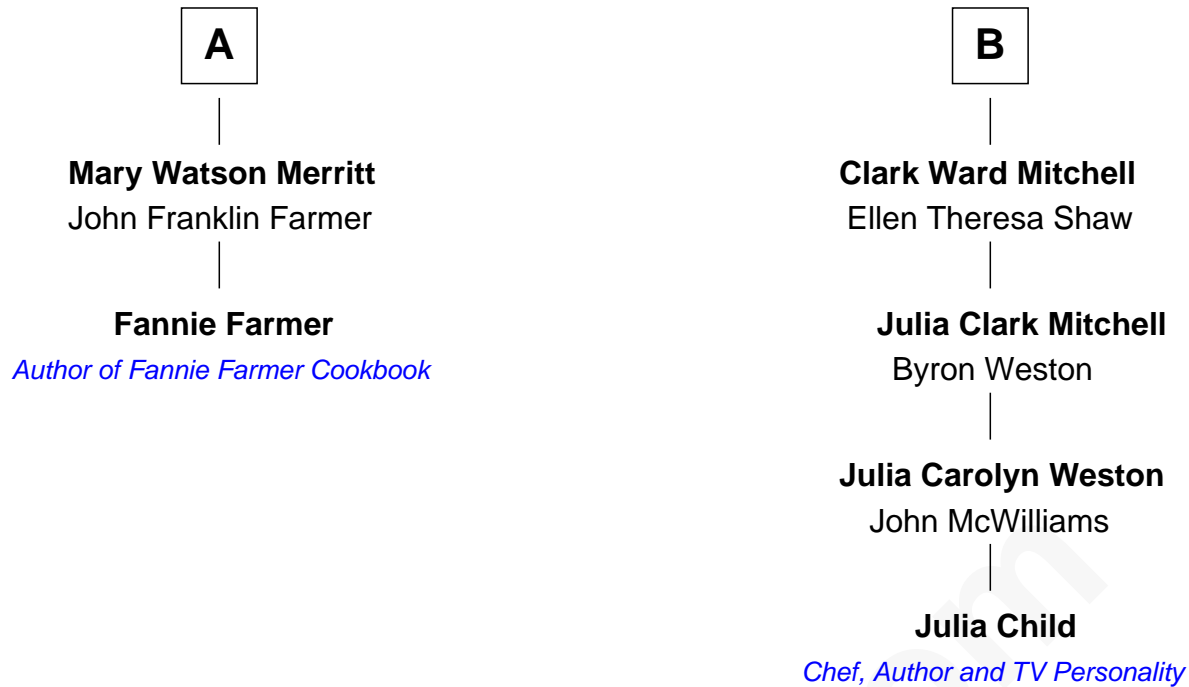 A
Mary Watson Merritt
John Franklin Farmer
Fannie Farmer
Author of Fannie Farmer Cookbook
B
Clark Ward Mitchell
Ellen Theresa Shaw
Julia Clark Mitchell
Byron Weston
Julia Carolyn Weston
John McWilliams
Julia Child
Chef, Author and TV Personality
om